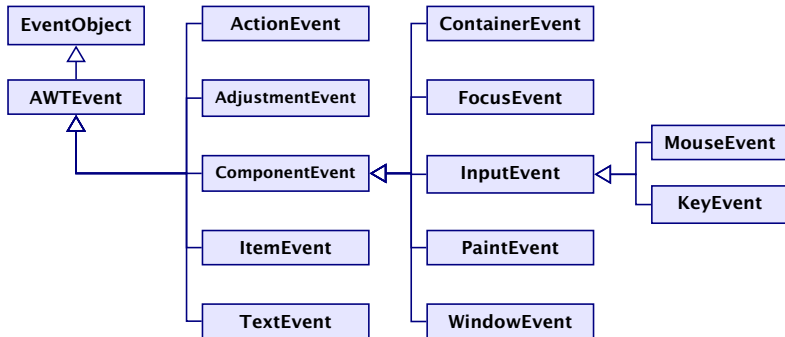 EventObject
AWTEvent
ActionEvent
AdjustmentEvent
ComponentEvent
ItemEvent
TextEvent
ContainerEvent
FocusEvent
InputEvent
PaintEvent
WindowEvent
MouseEvent
KeyEvent